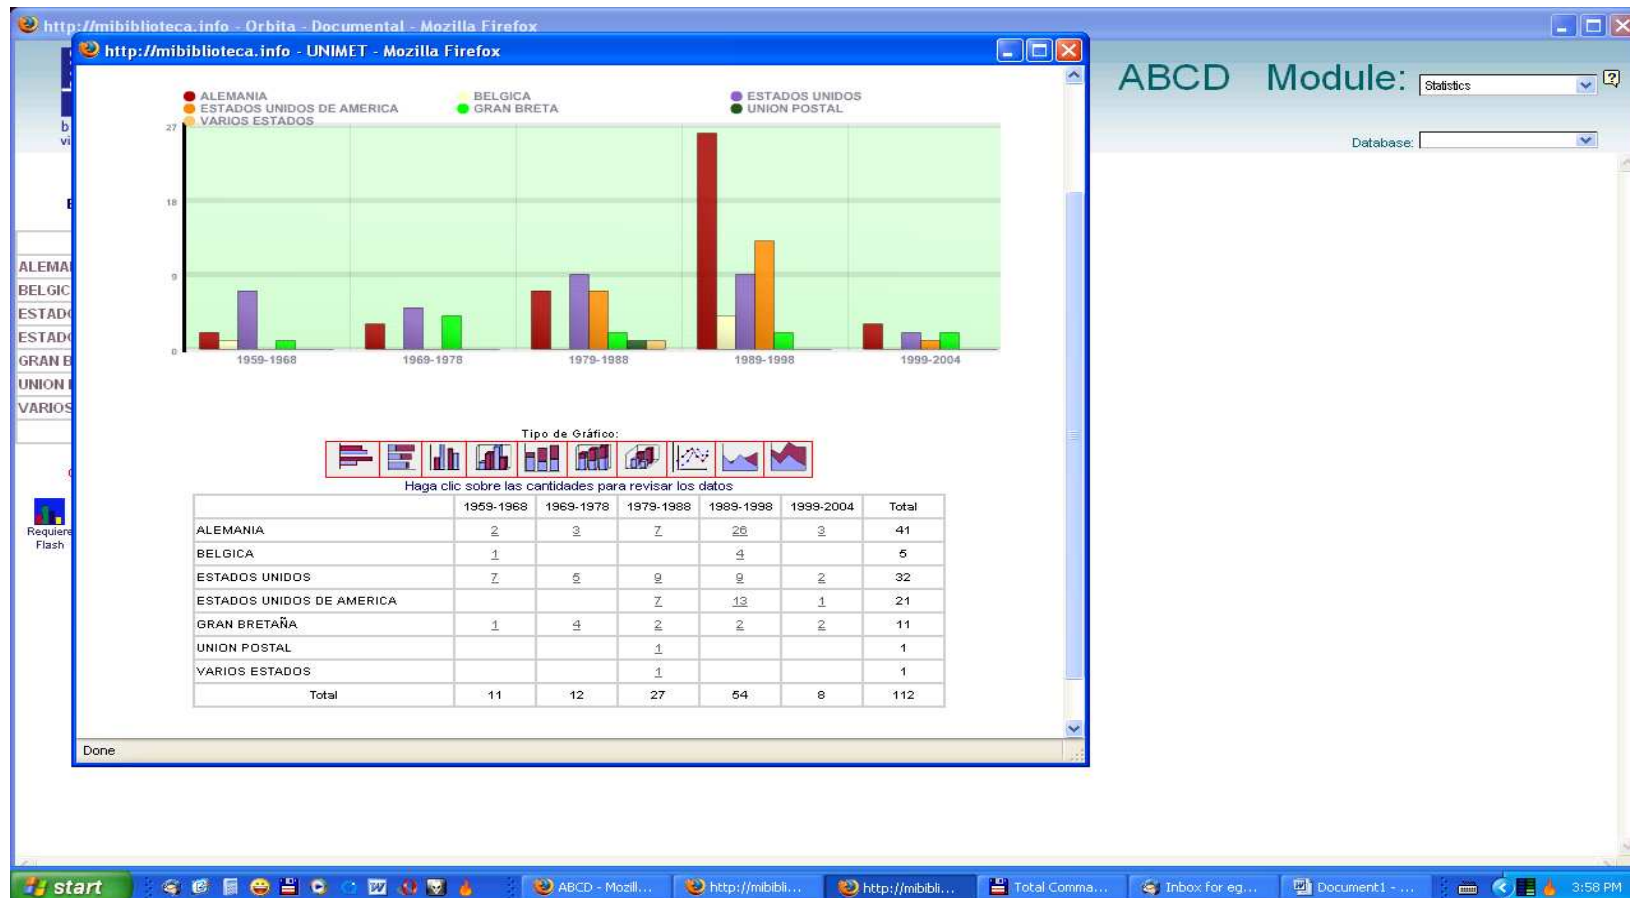 http://mibiblioteca.info - Orbita - Documental - Mozilla Firefox
http://mibiblioteca.info - UNIMET - Mozilla Firefox
ABCD Module: Statistics
Database:
ALEMANIA BELGICA ESTADOS UNIDOS
ESTADOS UNIDOS DE AMERICA GRAN BRETA UNION POSTAL
VARIOS ESTADOS
27
18
9
0
1959-1968 1969-1978 1979-1988 1989-1998 1999-2004
b
vi
E
ALEMA
BELGIC
ESTAD
ESTAD
GRAN B
UNION
VARIOS
Requiere
Flash
Tipo de Gráfico:
Haga clic sobre las cantidades para revisar los datos
1959-1968 1969-1978 1979-1988 1989-1998 1999-2004 Total
ALEMANIA 2 3 7 26 3 41
BELGICA 1 4 5
ESTADOS UNIDOS 7 5 9 9 2 32
ESTADOS UNIDOS DE AMERICA 7 13 1 21
GRAN BRETAÑA 1 4 2 2 2 11
UNION POSTAL 1 1
VARIOS ESTADOS 1 1
Total 11 12 27 54 8 112
Done
start ABCD - Mozill... http://mibibli... http://mibibli... Total Comma... Inbox for eg... Document1 - ... 3:58 PM